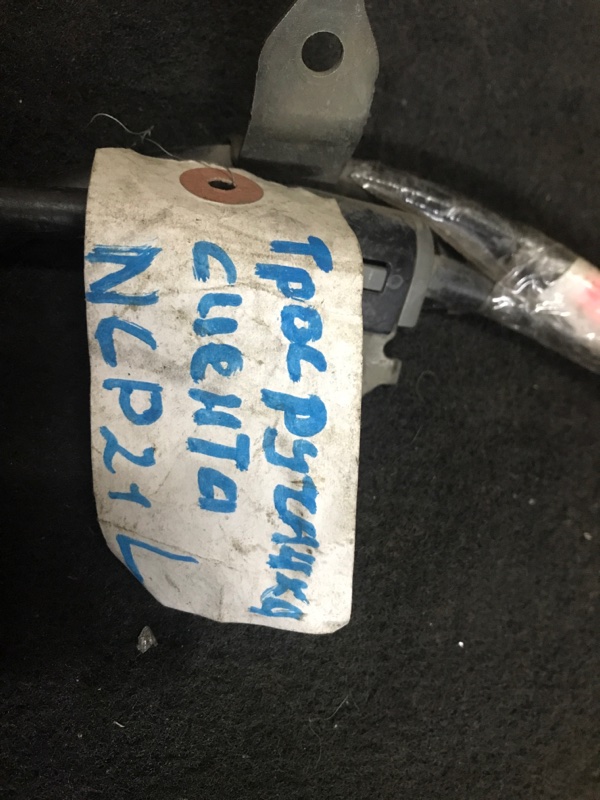 Трос ручника
сиента
NCP21 L